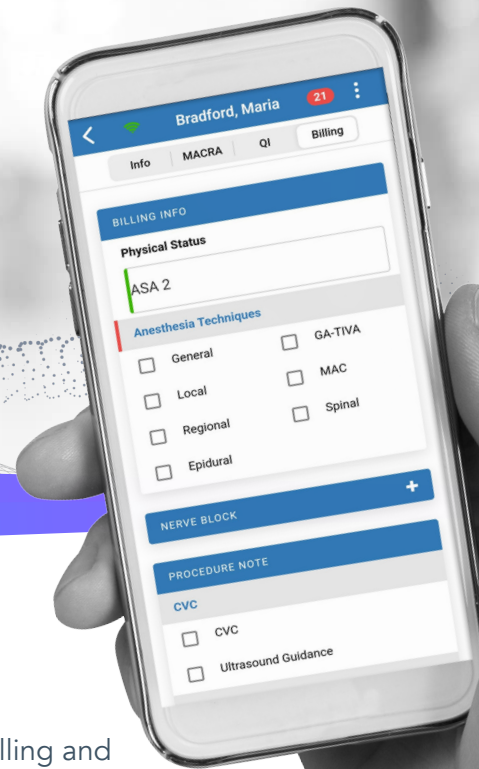 Bradford, Maria 21
Info MACRA QI Billing
BILLING INFO
Physical Status
ASA 2
Anesthesia Techniques
General GA-TIVA
Local MAC
Regional Spinal
Epidural
NERVE BLOCK +
PROCEDURE NOTE
CVC
CVC
Ultrasound Guidance
lling and